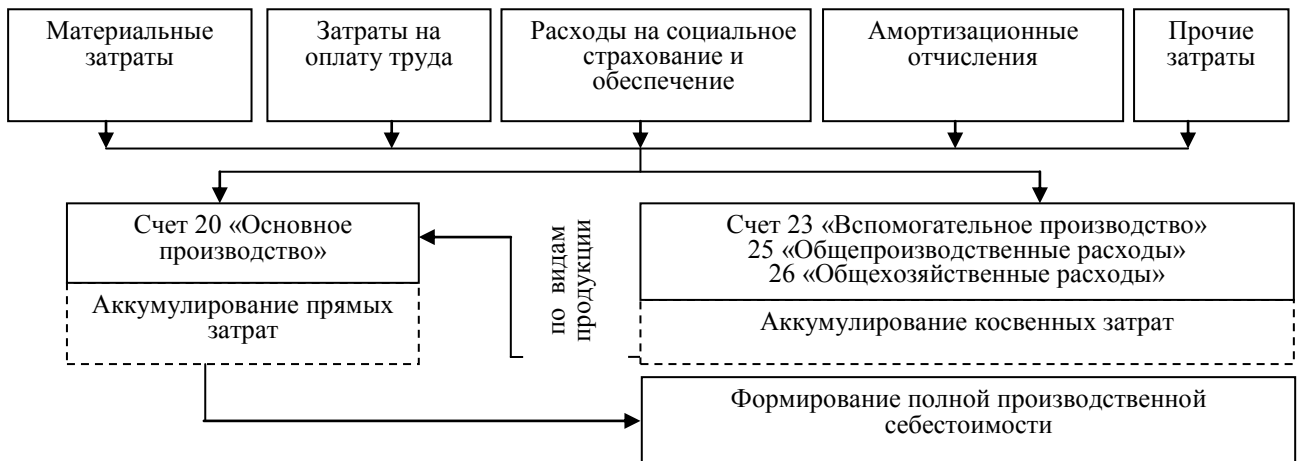 Материальные
затраты
Затраты на
оплату труда
Расходы на социальное
страхование и
обеспечение
Амортизационные
отчисления
Прочие
затраты
Счет 20 «Основное
производство»
Аккумулирование прямых
затрат
по видам
продукции
Счет 23 «Вспомогательное производство»
25 «Общепроизводственные расходы»
26 «Общехозяйственные расходы»
Аккумулирование косвенных затрат
Формирование полной производственной
себестоимости